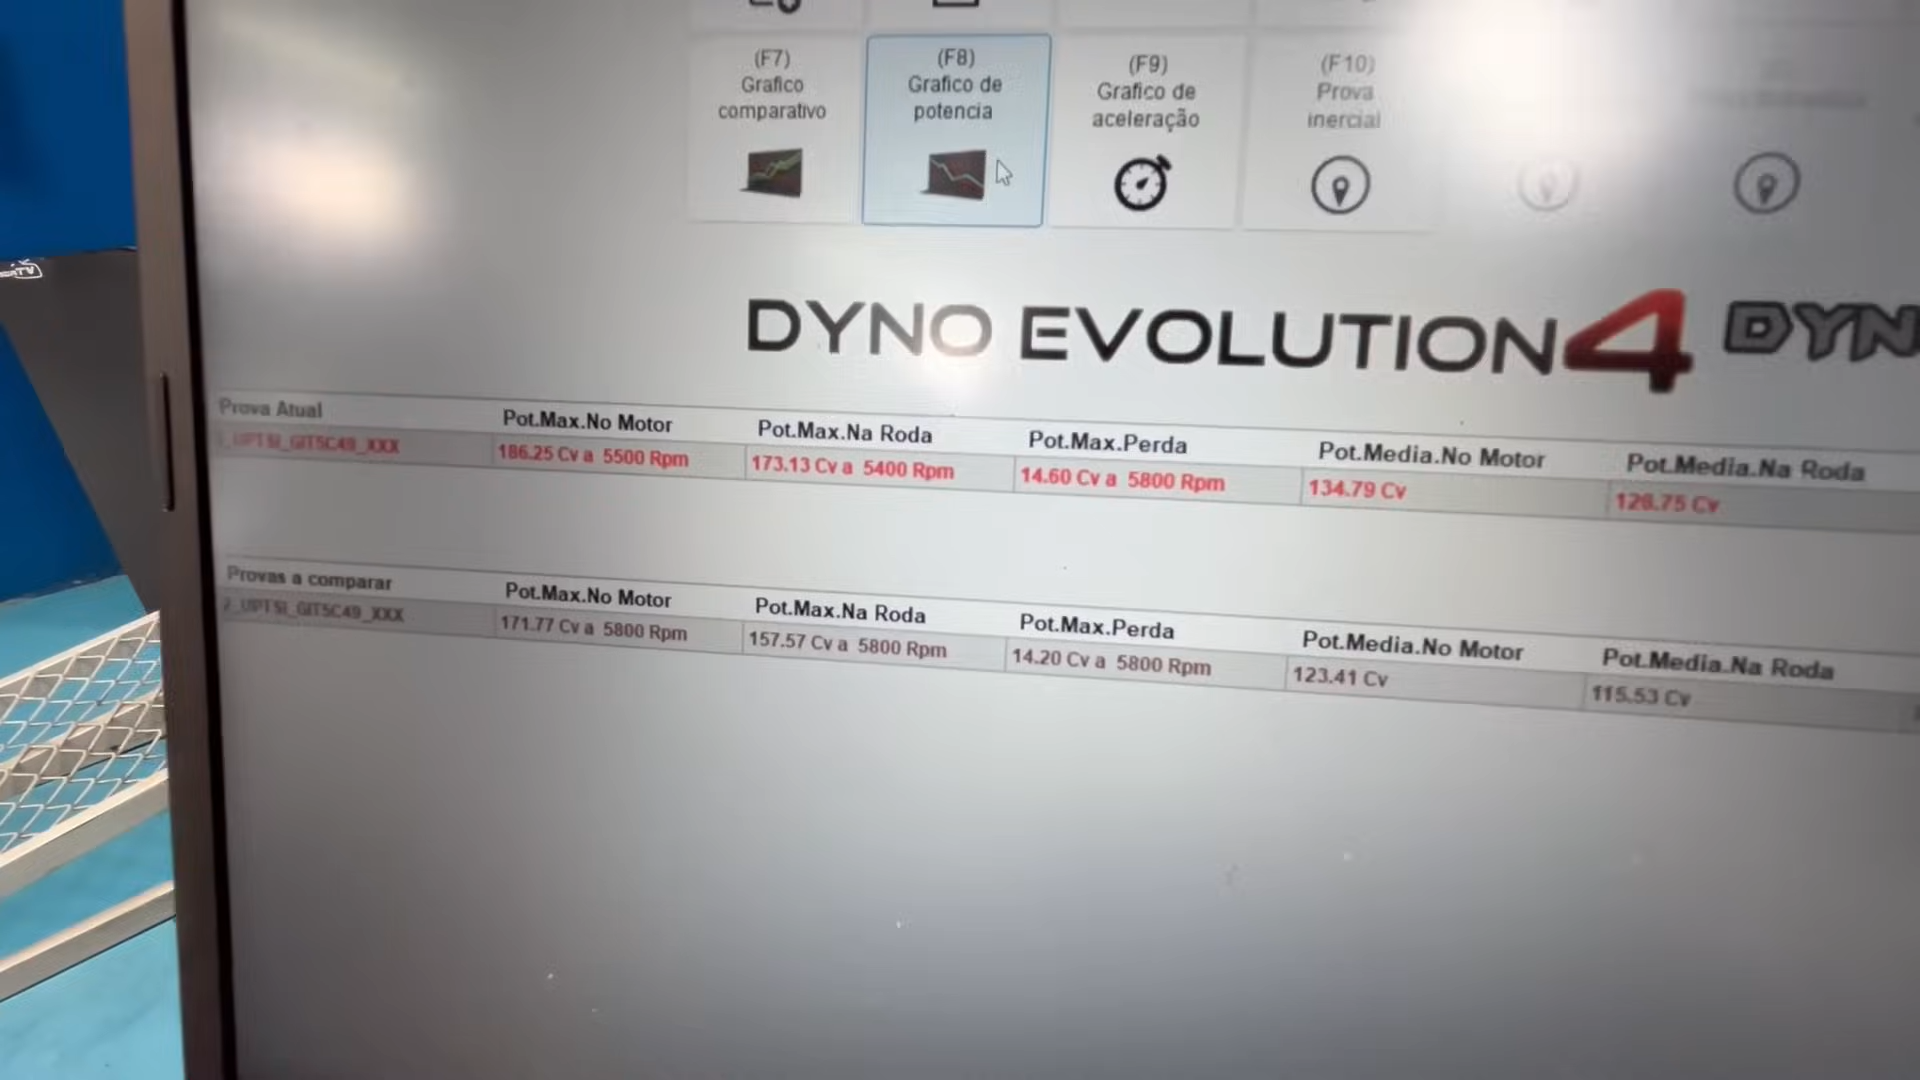 (F7)
Grafico
comparativo
(F8)
Grafico de
potencia
(F9)
Grafico de
aceleração
(F10)
Prova
inercial
DYNO EVOLUTION4 DYN
Prova Atual Pot.Max.No Motor Pot.Max.Na Roda Pot.Max.Perda Pot.Media.No Motor Pot.Media.Na Roda
_UPTSI_GIT5C49_XXX 186.25 Cv a 5500 Rpm 173.13 Cv a 5400 Rpm 14.60 Cv a 5800 Rpm 134.79 Cv 126.75 Cv
Provas a comparar Pot.Max.No Motor Pot.Max.Na Roda Pot.Max.Perda Pot.Media.No Motor Pot.Media.Na Roda
2_UPTSI_GIT5C49_XXX 171.77 Cv a 5800 Rpm 157.57 Cv a 5800 Rpm 14.20 Cv a 5800 Rpm 123.41 Cv 115.53 Cv